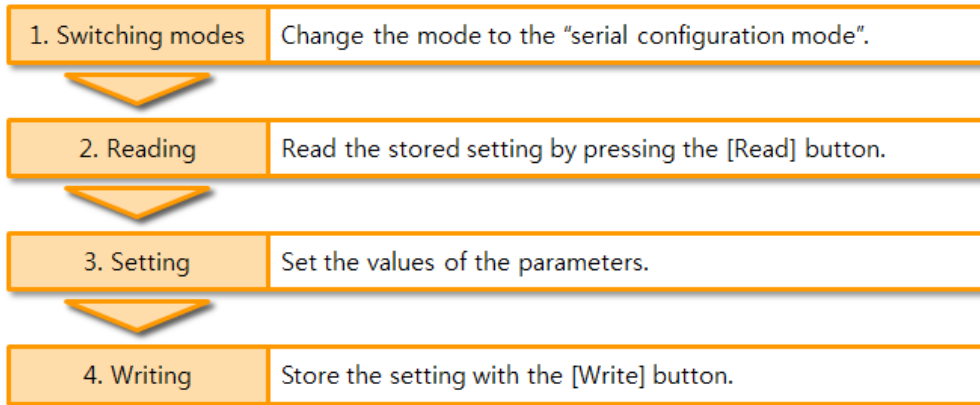 1. Switching modes Change the mode to the “serial configuration mode”.
2. Reading Read the stored setting by pressing the [Read] button.
3. Setting Set the values of the parameters.
4. Writing Store the setting with the [Write] button.